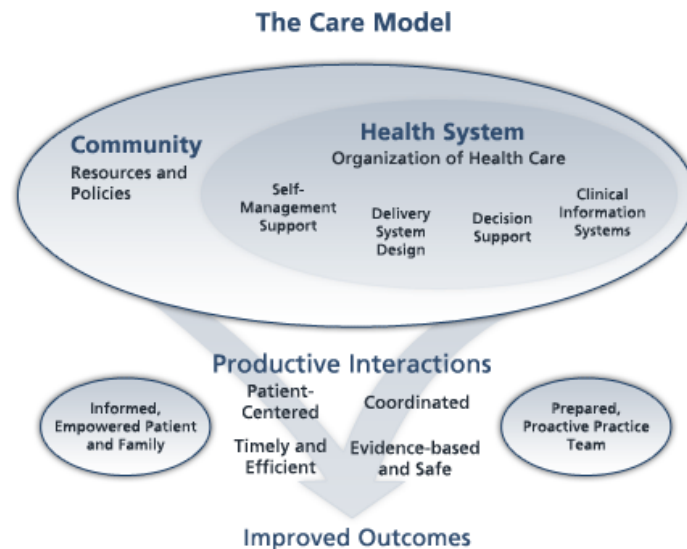 The Care Model
Community
Resources and
Policies
Health System
Organization of Health Care
Self-
Management
Support
Delivery
System
Design
Decision
Support
Clinical
Information
Systems
Productive Interactions
Informed,
Empowered Patient
and Family
Patient-
Centered
Coordinated
Timely and
Efficient
Evidence-based
and Safe
Prepared,
Proactive Practice
Team
Improved Outcomes